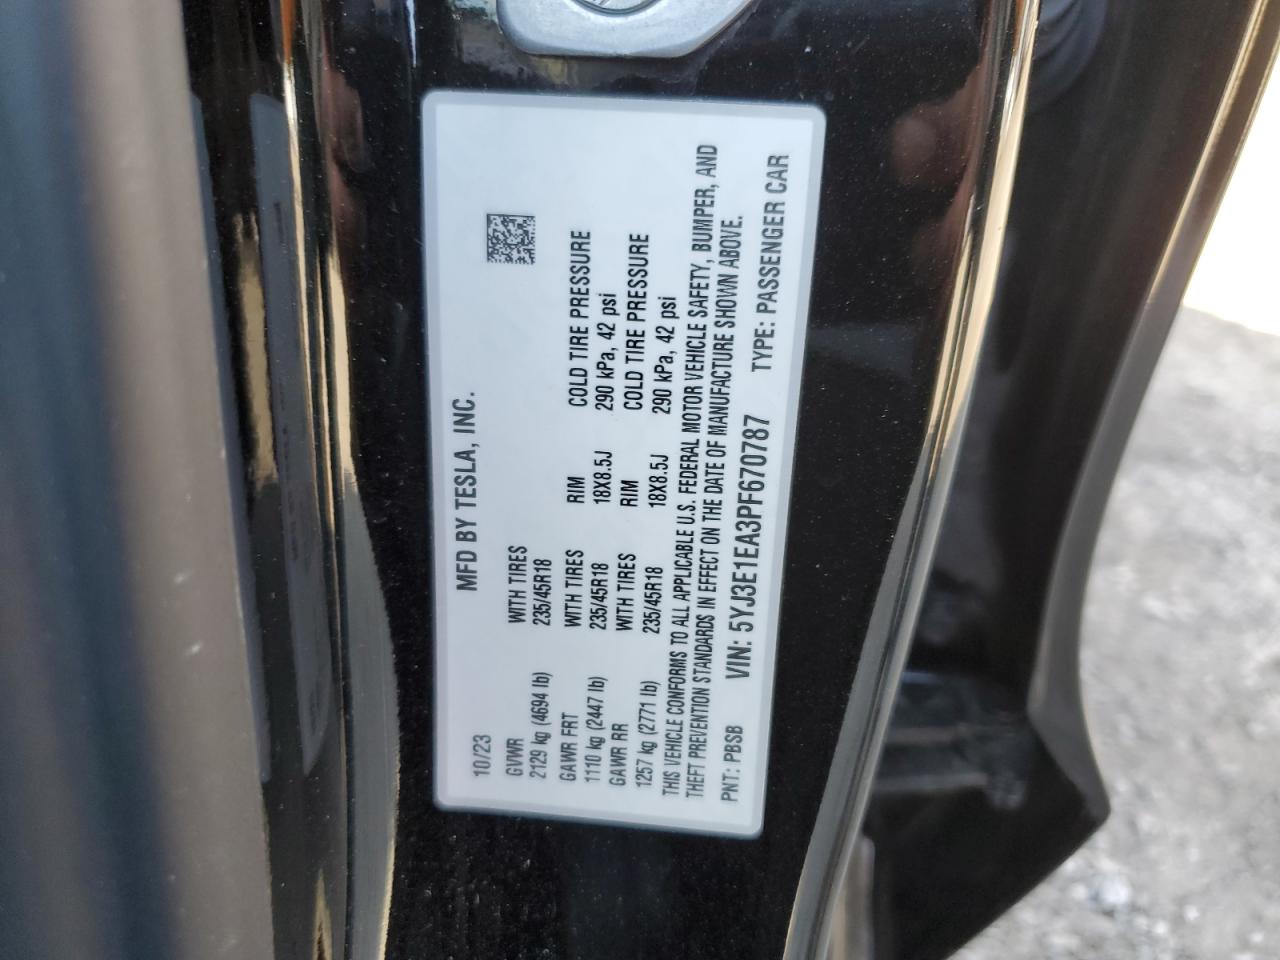 MFD BY TESLA, INC.
10/23
GVWR WITH TIRES
2129 kg (4694 lb) 235/45R18
GAWR FRT WITH TIRES RIM COLD TIRE PRESSURE
1110 kg (2447 lb) 235/45R18 18X8.5J 290 kPa, 42 psi
GAWR RR WITH TIRES RIM COLD TIRE PRESSURE
1257 kg (2771 lb) 235/45R18 18X8.5J 290 kPa, 42 psi
THIS VEHICLE CONFORMS TO ALL APPLICABLE U.S. FEDERAL MOTOR VEHICLE SAFETY, BUMPER, AND
THEFT PREVENTION STANDARDS IN EFFECT ON THE DATE OF MANUFACTURE SHOWN ABOVE.
PNT: PBSB VIN: 5YJ3E1EA3PF670787 TYPE: PASSENGER CAR